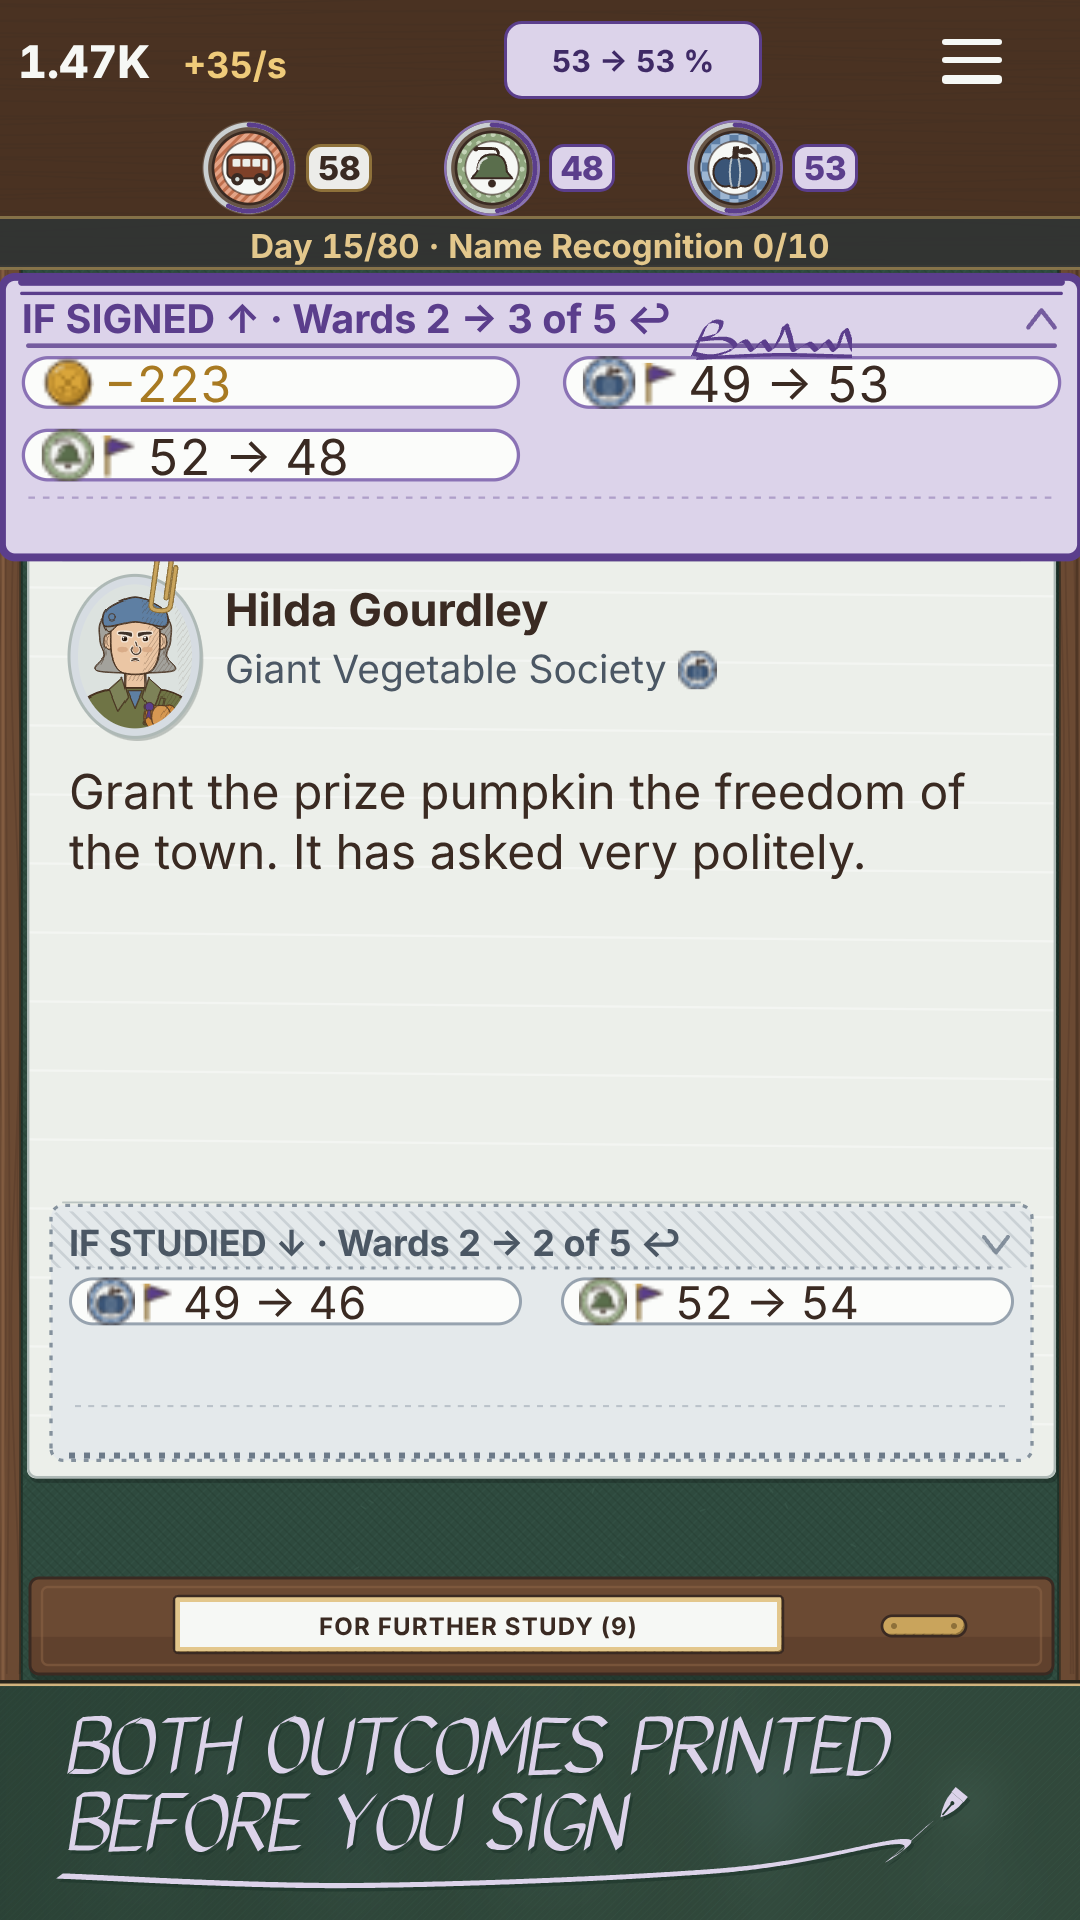 1.47K +35/s 53 → 53 %
58 48 53
Day 15/80 · Name Recognition 0/10
IF SIGNED ↑ · Wards 2 → 3 of 5 ↩
−223 49 → 53
52 → 48
Hilda Gourdley
Giant Vegetable Society
Grant the prize pumpkin the freedom of
the town. It has asked very politely.
IF STUDIED ↓ · Wards 2 → 2 of 5 ↩
49 → 46 52 → 54
FOR FURTHER STUDY (9)
BOTH OUTCOMES PRINTED
BEFORE YOU SIGN